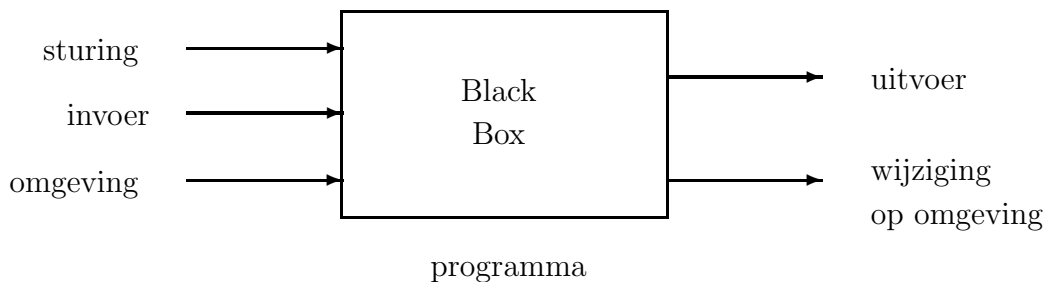 sturing
invoer
omgeving
Black
Box
uitvoer
wijziging
op omgeving
programma